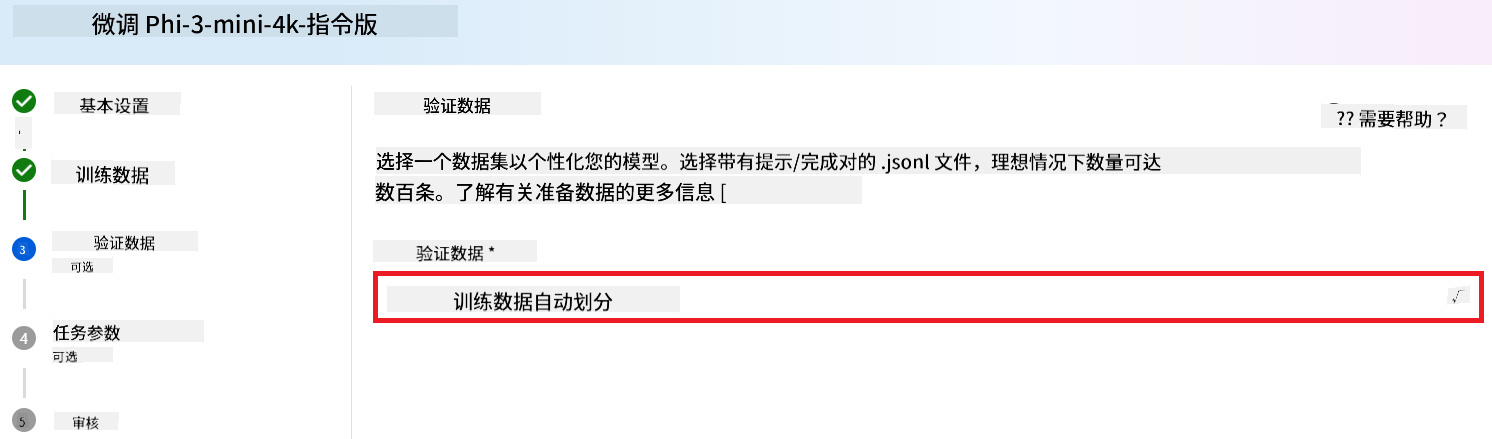 微调 Phi-3-mini-4k-指令版
基本设置
训练数据
3
验证数据
可选
4
任务参数
可选
5
审核
验证数据
?? 需要帮助？
选择一个数据集以个性化您的模型。选择带有提示/完成对的 .jsonl 文件，理想情况下数量可达
数百条。了解有关准备数据的更多信息 [
验证数据 *
训练数据自动划分
√